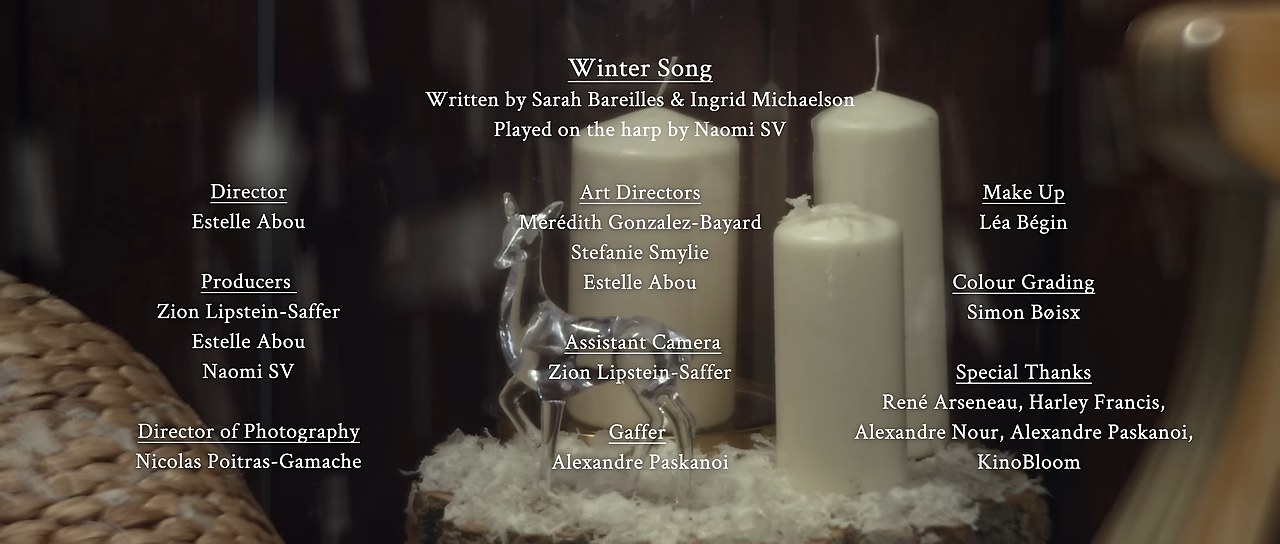 Winter Song
Written by Sarah Bareilles & Ingrid Michaelson
Played on the harp by Naomi SV
Director
Estelle Abou
Producers
Zion Lipstein-Saffer
Estelle Abou
Naomi SV
Director of Photography
Nicolas Poitras-Gamache
Art Directors
Merédith Gonzalez-Bayard
Stefanie Smylie
Estelle Abou
Assistant Camera
Zion Lipstein-Saffer
Gaffer
Alexandre Paskanoi
Make Up
Léa Bégin
Colour Grading
Simon Bøisx
Special Thanks
René Arseneau, Harley Francis,
Alexandre Nour, Alexandre Paskanoi,
KinoBloom